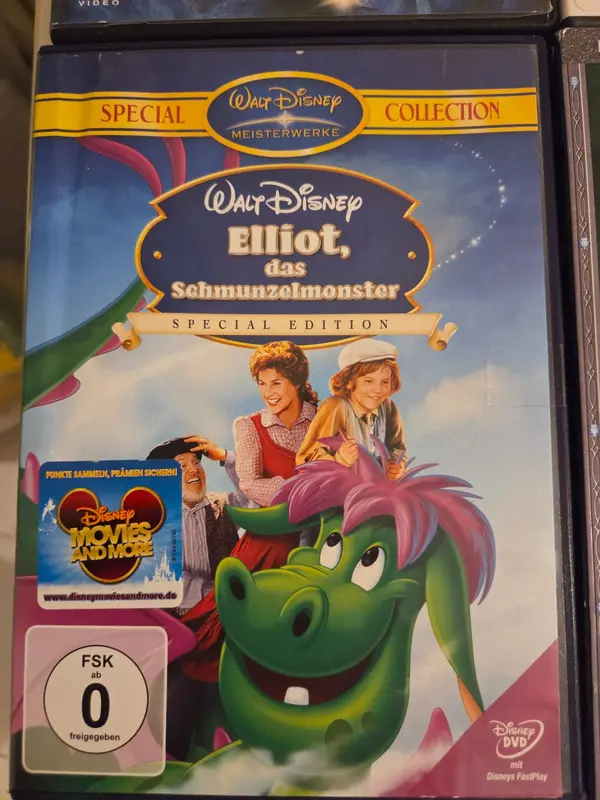 VIDEO
SPECIAL
WALT DISNEY
MEISTERWERKE
COLLECTION
WALT DISNEY
Elliot,
das
Schmunzelmonster
SPECIAL EDITION
PUNKTE SAMMELN, PRÄMIEN SICHERN!
DISNEY
MOVIES
AND MORE
www.disneymoviesandmore.de
FSK
ab
0
freigegeben
DISNEY
DVD
mit
Disneys FastPlay